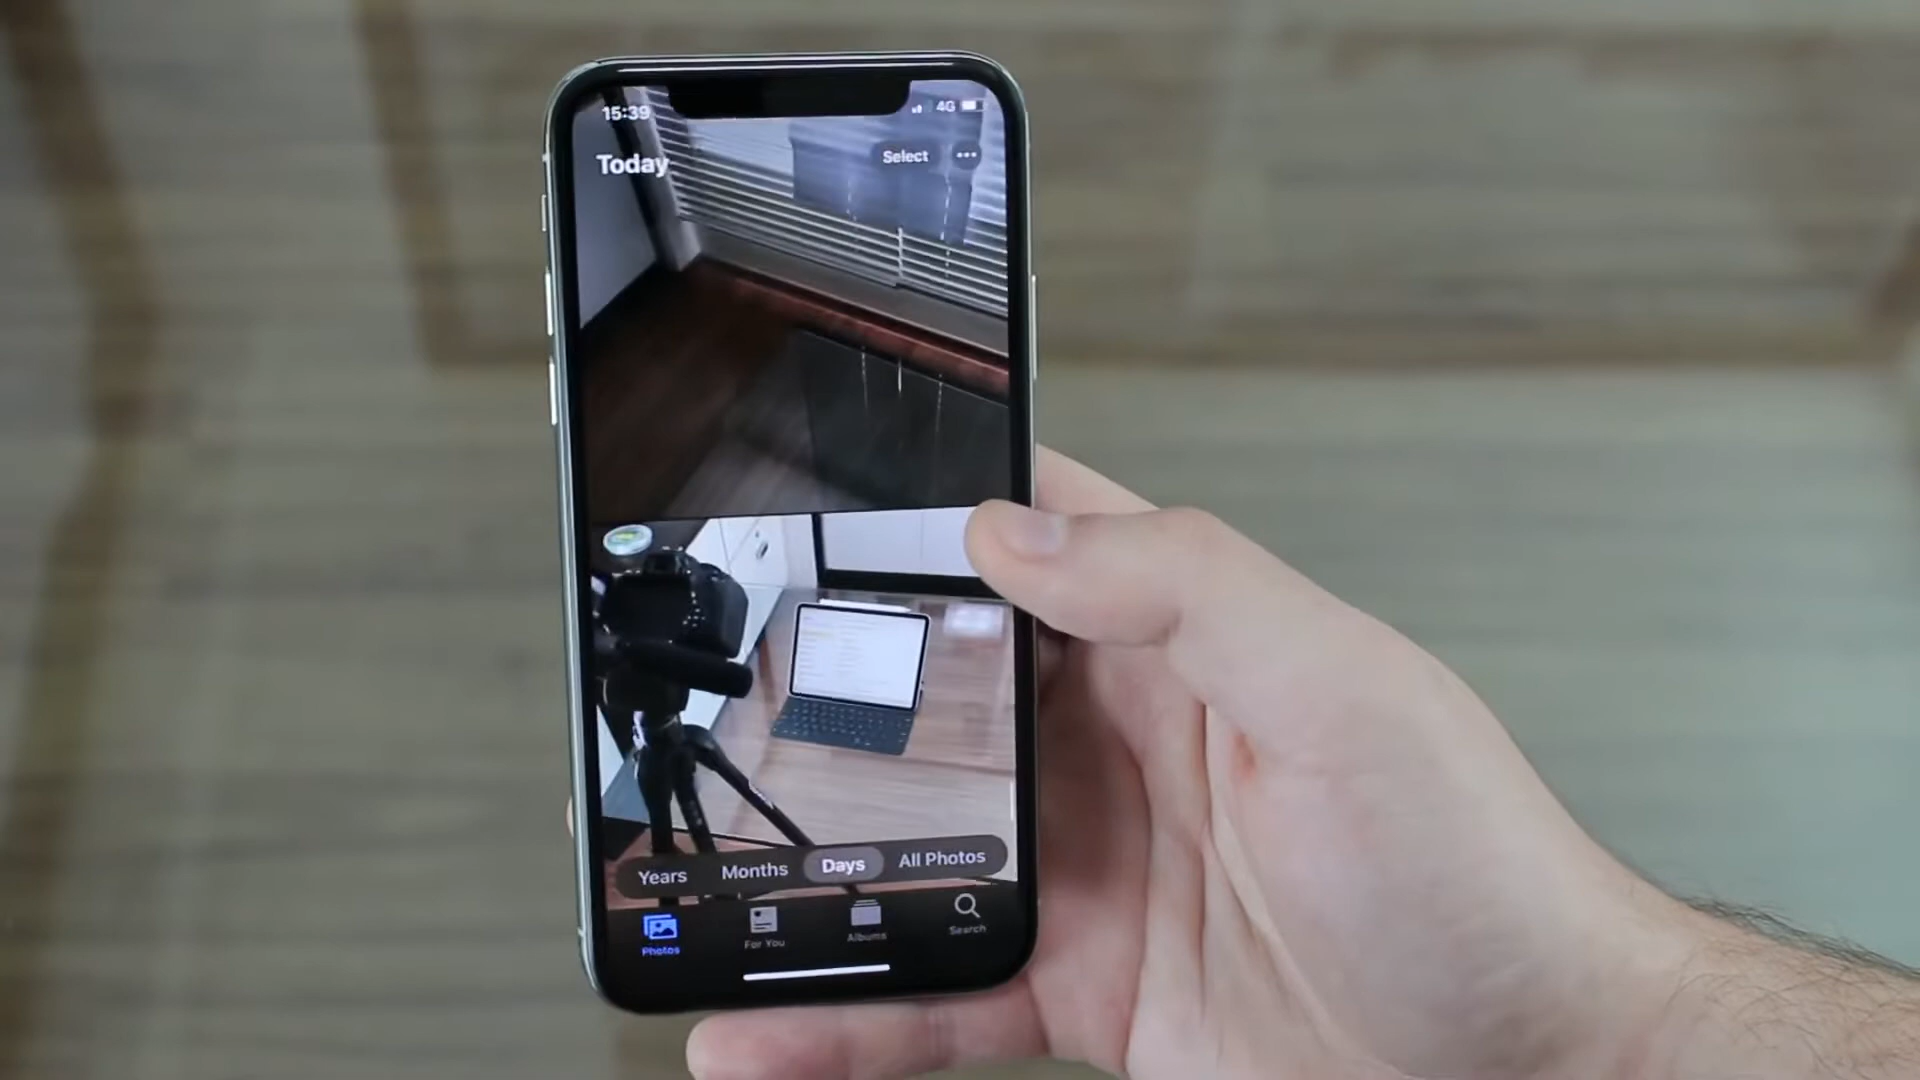 15:39
4G
Today
Select
Years Months Days All Photos
Photos For You Albums Search